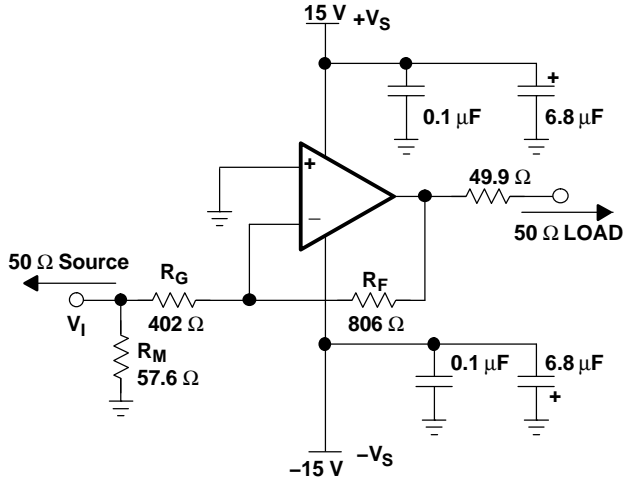 15 V +VS
+
0.1 µF
6.8 µF
+
−
49.9 Ω
50 Ω LOAD
50 Ω Source
RG
RF
VI
402 Ω
806 Ω
RM
57.6 Ω
0.1 µF
6.8 µF
+
−15 V −VS